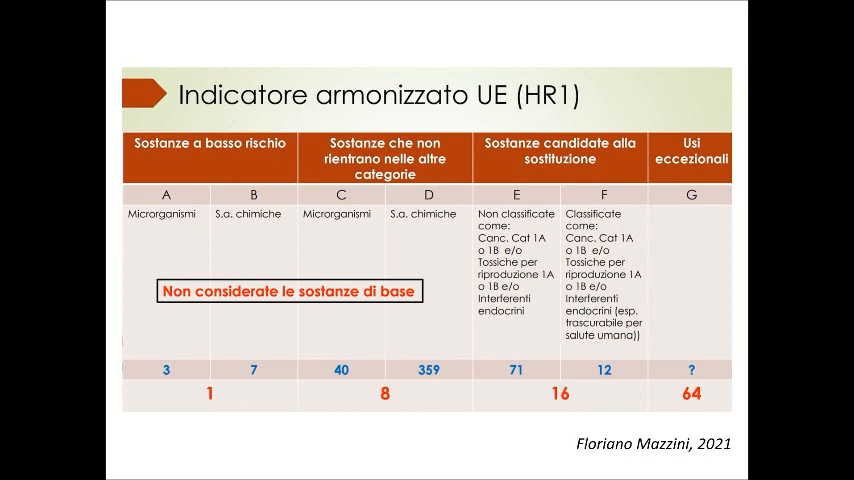 Indicatore armonizzato UE (HR1)
Sostanze a basso rischio
Sostanze che non
rientrano nelle altre
categorie
Sostanze candidate alla
sostituzione
Usi
eccezionali
A
B
C
D
E
F
G
Microrganismi
S.a. chimiche
Microrganismi
S.a. chimiche
Non classificate
come:
Canc. Cat 1A
o 1B e/o
Tossiche per
riproduzione 1A
o 1B e/o
Interferenti
endocrini
Classificate
come:
Canc. Cat 1A
o 1B e/o
Tossiche per
riproduzione 1A
o 1B e/o
Interferenti
endocrini (esp.
trascurabile per
salute umana))
Non considerate le sostanze di base
3
7
40
359
71
12
?
1
8
16
64
Floriano Mazzini, 2021